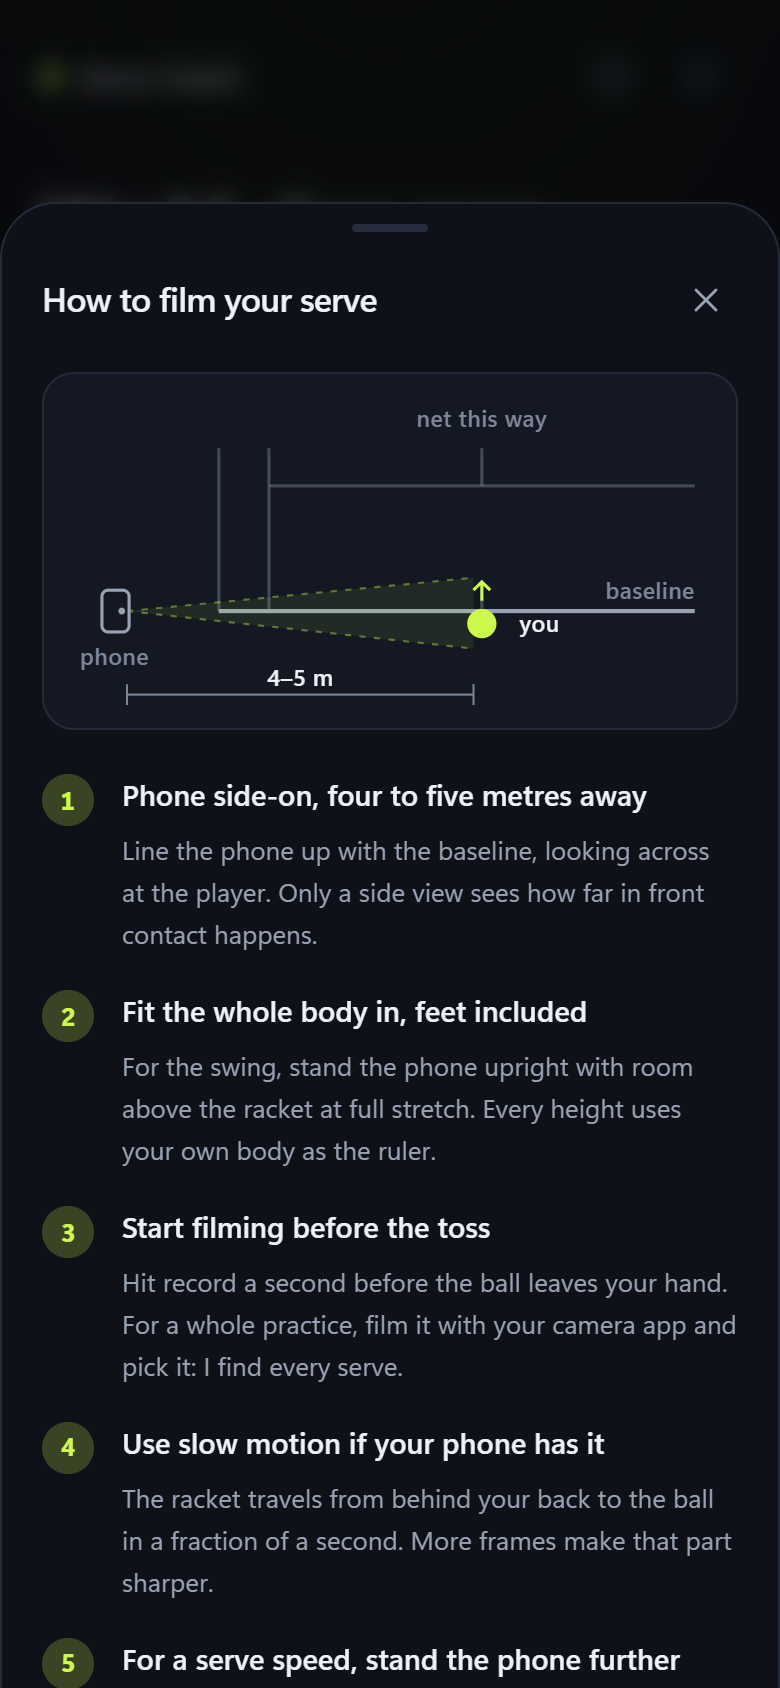 How to film your serve
net this way
baseline
you
phone
4–5 m
1
Phone side-on, four to five metres away
Line the phone up with the baseline, looking across
at the player. Only a side view sees how far in front
contact happens.
2
Fit the whole body in, feet included
For the swing, stand the phone upright with room
above the racket at full stretch. Every height uses
your own body as the ruler.
3
Start filming before the toss
Hit record a second before the ball leaves your hand.
For a whole practice, film it with your camera app and
pick it: I find every serve.
4
Use slow motion if your phone has it
The racket travels from behind your back to the ball
in a fraction of a second. More frames make that part
sharper.
5
For a serve speed, stand the phone further